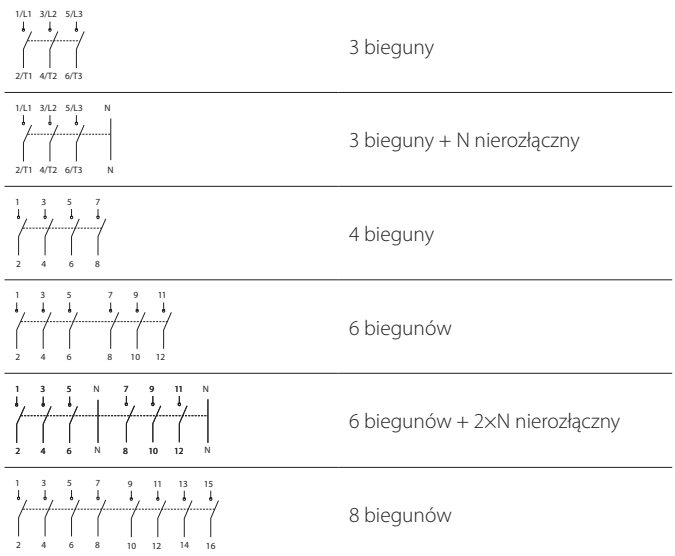 1/L1 3/L2 5/L3
3 bieguny
2/T1 4/T2 6/T3
1/L1 3/L2 5/L3 N
3 bieguny + N nierozłączny
2/T1 4/T2 6/T3 N
1 3 5 7
4 bieguny
2 4 6 8
1 3 5 7 9 11
6 biegunów
2 4 6 8 10 12
1 3 5 N 7 9 11 N
6 biegunów + 2×N nierozłączny
2 4 6 N 8 10 12 N
1 3 5 7 9 11 13 15
8 biegunów
2 4 6 8 10 12 14 16